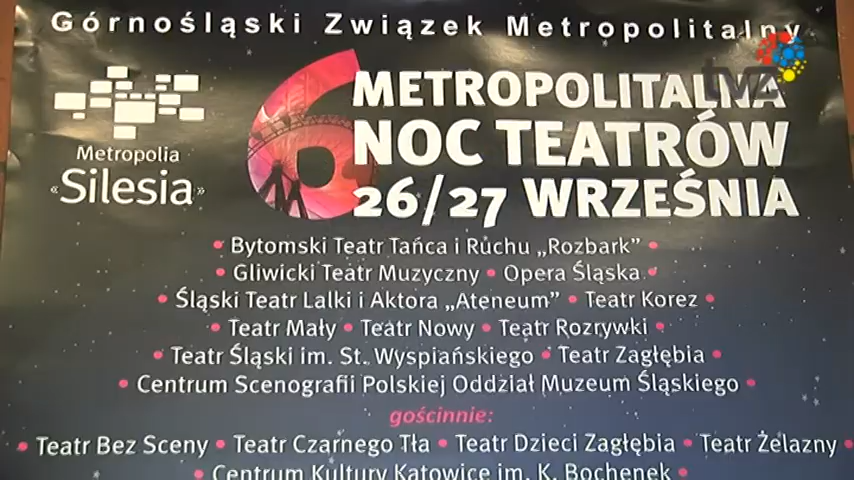 Górnośląski Związek Metropolitalny
tvz
6 METROPOLITALNA
NOC TEATRÓW
26/27 WRZEŚNIA
Metropolia
«Silesia»
• Bytomski Teatr Tańca i Ruchu „Rozbark” •
• Gliwicki Teatr Muzyczny • Opera Śląska •
• Śląski Teatr Lalki i Aktora „Ateneum” • Teatr Korez •
• Teatr Mały • Teatr Nowy • Teatr Rozrywki •
• Teatr Śląski im. St. Wyspiańskiego • Teatr Zagłębia •
• Centrum Scenografii Polskiej Oddział Muzeum Śląskiego •
gościnnie:
• Teatr Bez Sceny • Teatr Czarnego Tła • Teatr Dzieci Zagłębia • Teatr Żelazny •
• Centrum Kultury Katowice im. K. Bochenek •